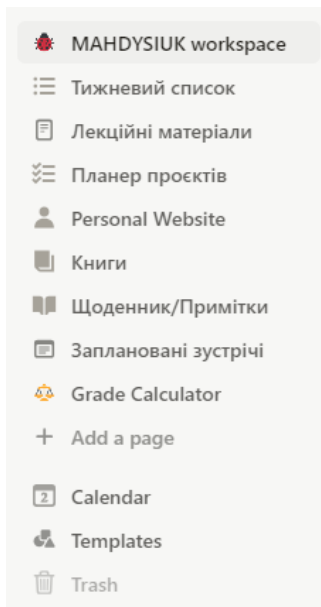 MAHDYSIUK workspace
Тижневий список
Лекційні матеріали
Планер проєктів
Personal Website
Книги
Щоденник/Примітки
Заплановані зустрічі
Grade Calculator
Add a page
2 Calendar
Templates
Trash